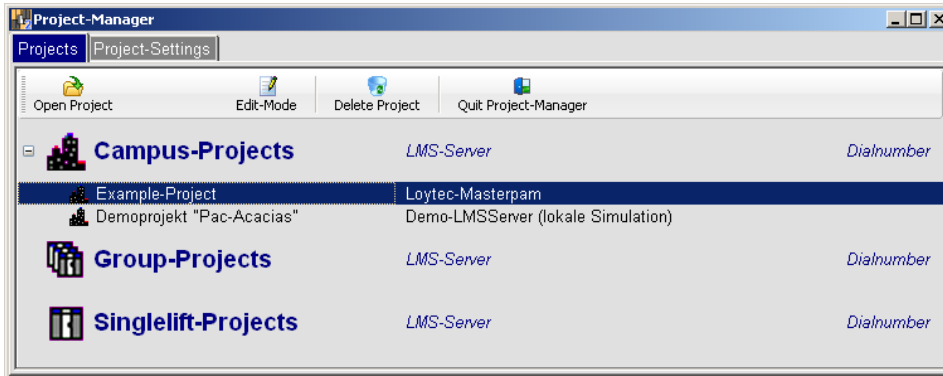 Project-Manager
Projects Project-Settings
Open Project Edit-Mode Delete Project Quit Project-Manager
Campus-Projects LMS-Server Dialnumber
Example-Project Loytec-Masterpam
Demoprojekt "Pac-Acacias" Demo-LMSServer (lokale Simulation)
Group-Projects LMS-Server Dialnumber
Singlelift-Projects LMS-Server Dialnumber